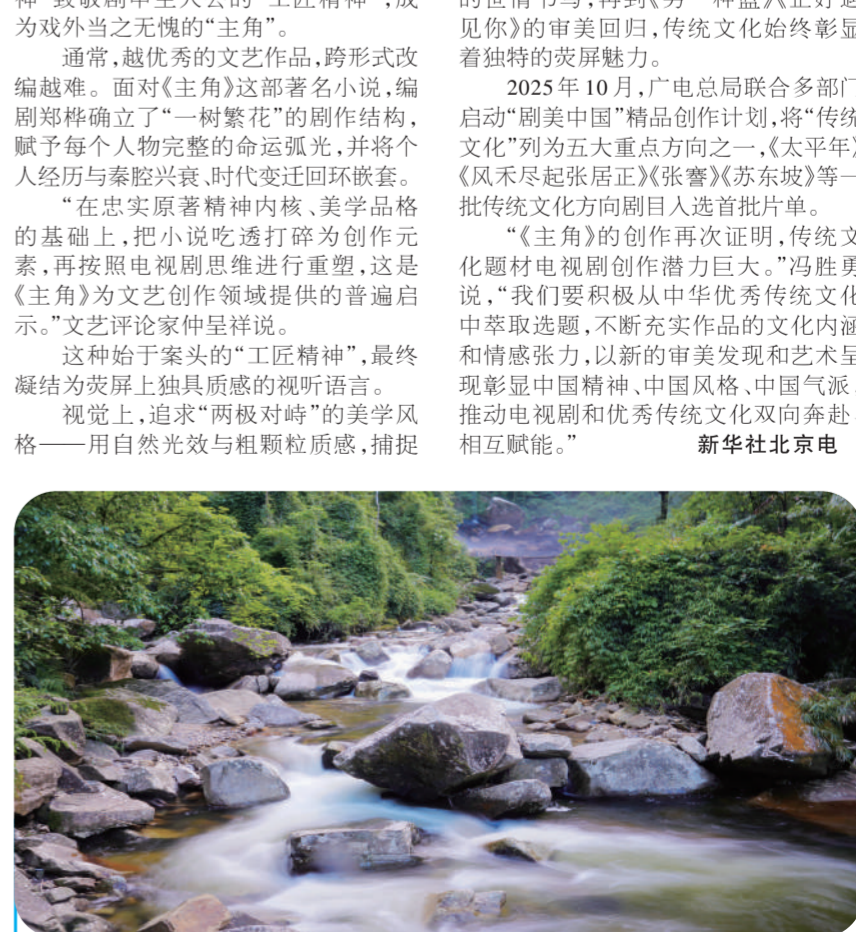 神”致敬剧中主人公的“工匠精神”，成
为戏外当之无愧的“主角”。
通常，越优秀的文艺作品，跨形式改
编越难。面对《主角》这部著名小说，编
剧郑桦确立了“一树繁花”的剧作结构，
赋予每个人物完整的命运弧光，并将个
人经历与秦腔兴衰、时代变迁回环嵌套。
“在忠实原著精神内核、美学品格
的基础上，把小说吃透打碎为创作元
素，再按照电视剧思维进行重塑，这是
《主角》为文艺创作领域提供的普遍启
示。”文艺评论家仲呈祥说。
这种始于案头的“工匠精神”，最终
凝结为荧屏上独具质感的视听语言。
视觉上，追求“两极对峙”的美学风
格——用自然光效与粗颗粒质感，捕捉
见你》的审美回归，传统文化始终彰显
着独特的荧屏魅力。
2025年10月，广电总局联合多部门
启动“剧美中国”精品创作计划，将“传统
文化”列为五大重点方向之一，《太平年》
《风禾尽起张居正》《张謇》《苏东坡》等一
批传统文化方向剧目入选首批片单。
“《主角》的创作再次证明，传统文
化题材电视剧创作潜力巨大。”冯胜勇
说，“我们要积极从中华优秀传统文化
中萃取选题，不断充实作品的文化内涵
和情感张力，以新的审美发现和艺术呈
现彰显中国精神、中国风格、中国气派，
推动电视剧和优秀传统文化双向奔赴、
相互赋能。”
新华社北京电